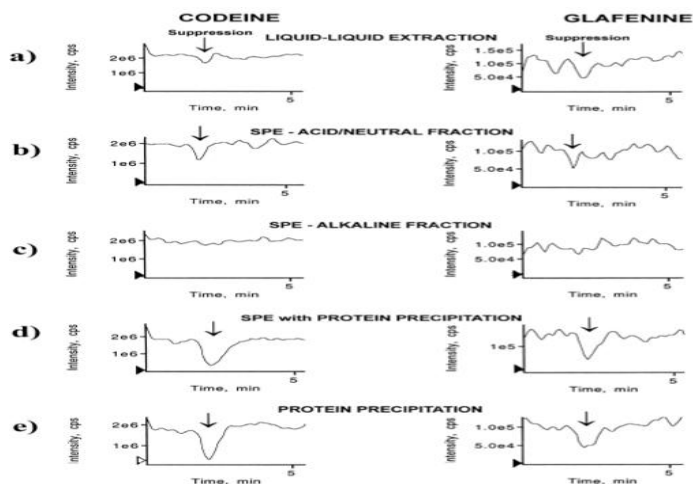 CODEINE GLAFENINE
Suppression Suppression
LIQUID-LIQUID EXTRACTION
a)
Intensity, cps 2e6 1e6 Intensity, cps 1.5e5 1.0e5 5.0e4
5 5
Time, min Time, min
SPE - ACID/NEUTRAL FRACTION
b)
Intensity, cps 2e6 1e6 Intensity, cps 1.0e5 5.0e4
5 5
Time, min Time, min
SPE - ALKALINE FRACTION
c)
Intensity, cps 2e6 1e6 Intensity, cps 1.0e5 5.0e4
5 5
Time, min Time, min
SPE with PROTEIN PRECIPITATION
d)
Intensity, cps 2e6 1e6 Intensity, cps 1e5
5 5
Time, min Time, min
PROTEIN PRECIPITATION
e)
Intensity, cps 2e6 1e6 Intensity, cps 1.0e5 5.0e4
5 5
Time, min Time, min